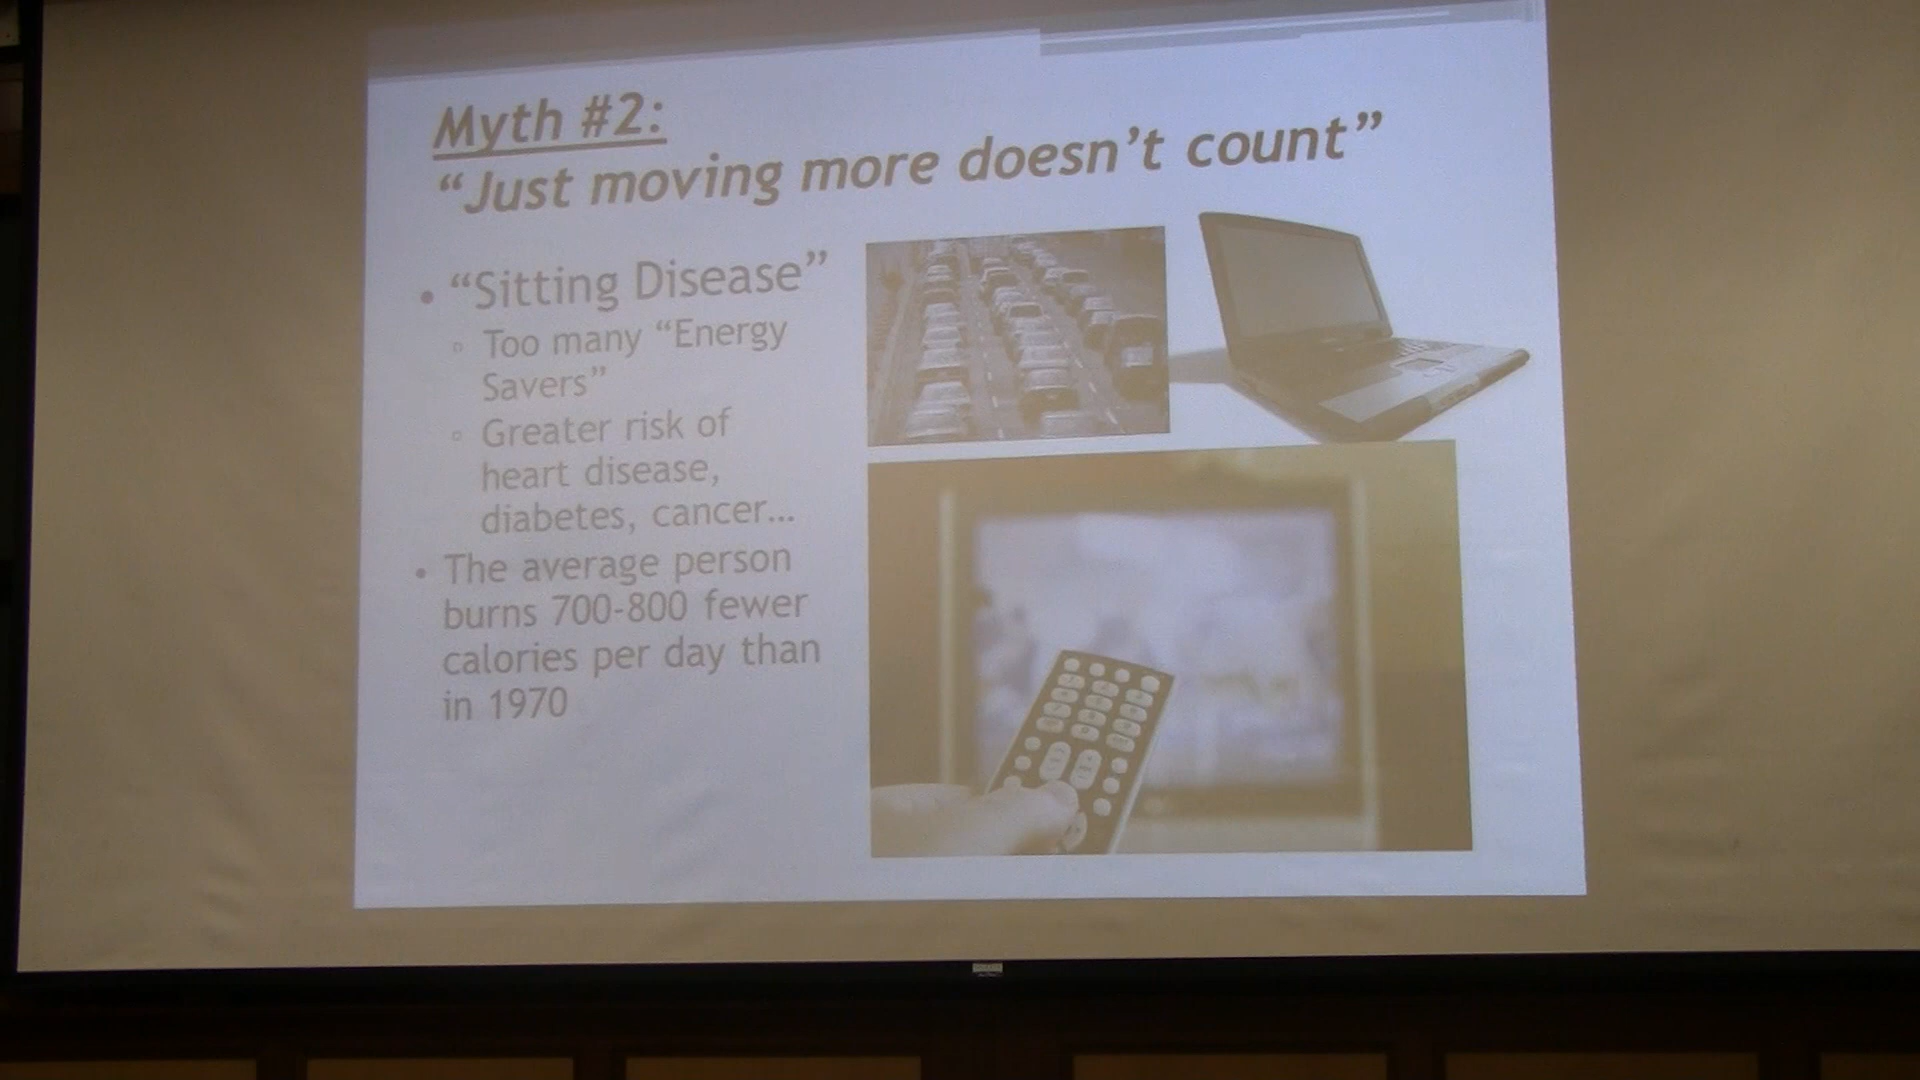 Myth #2:
“Just moving more doesn’t count”
• “Sitting Disease”
▫ Too many “Energy
Savers”
▫ Greater risk of
heart disease,
diabetes, cancer...
• The average person
burns 700-800 fewer
calories per day than
in 1970